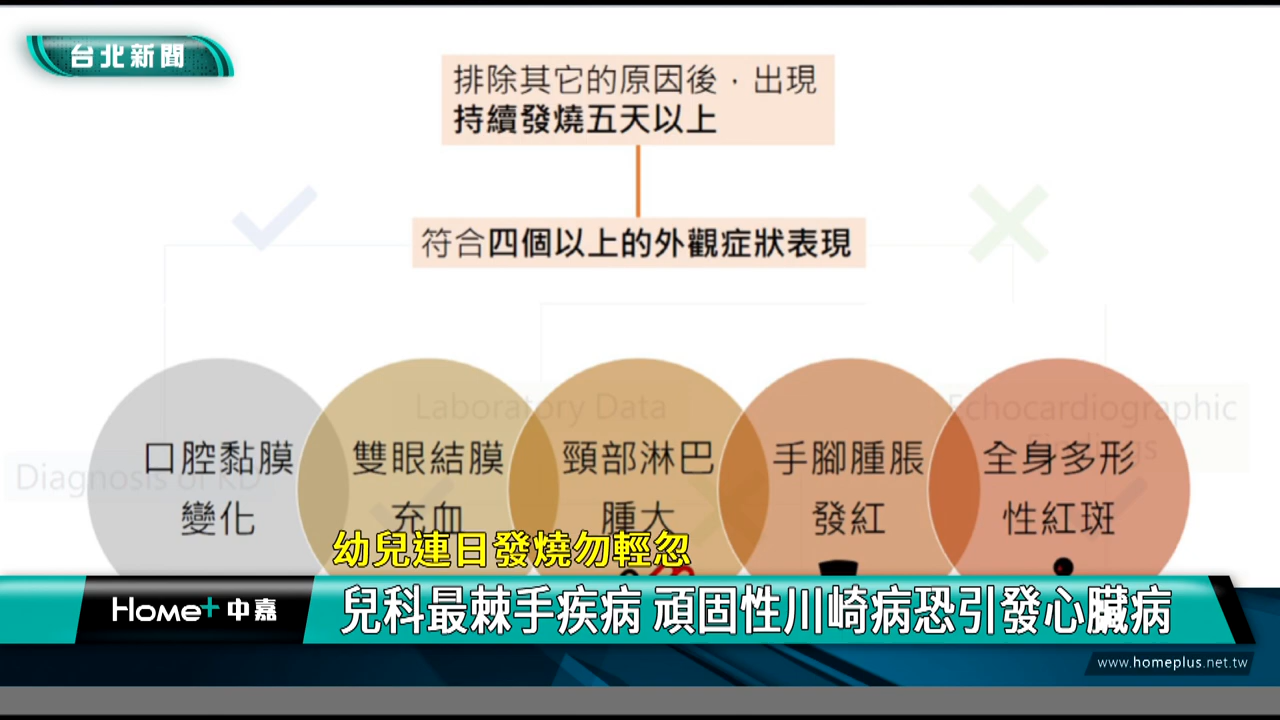 台北新聞
排除其它的原因後，出現
持續發燒五天以上
符合四個以上的外觀症狀表現
Laboratory Data
Echocardiographic
Diagnosis of KD
口腔黏膜
變化
雙眼結膜
充血
頸部淋巴
腫大
手腳腫脹
發紅
全身多形
性紅斑
幼兒連日發燒勿輕忽
Home+中嘉
兒科最棘手疾病 頑固性川崎病恐引發心臟病
www.homeplus.net.tw